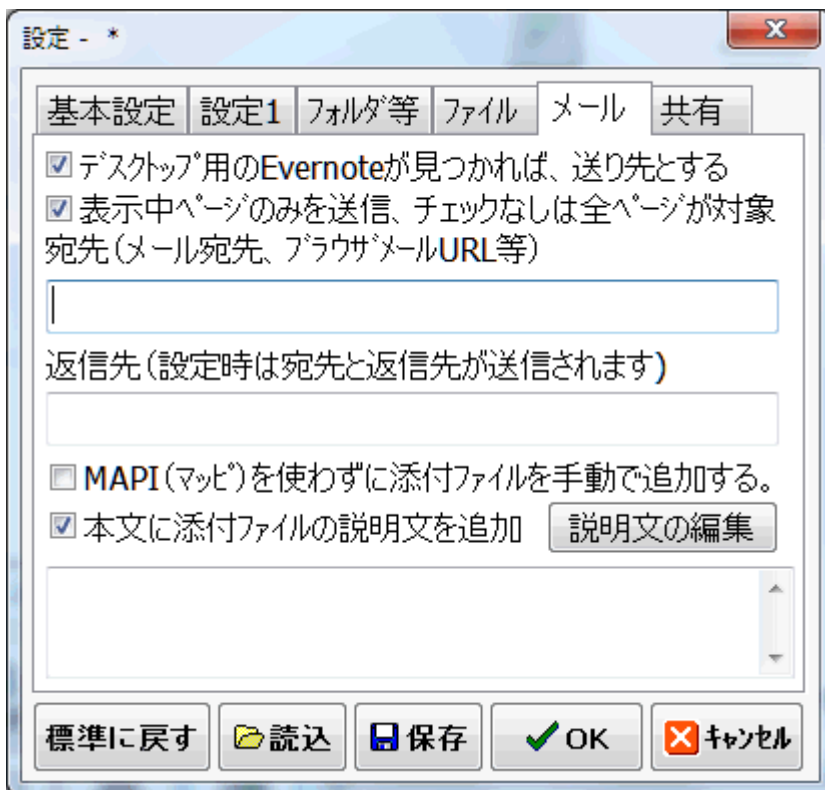 設定 - *
基本設定 設定1 ﾌｫﾙﾀﾞ等 ﾌｧｲﾙ メール 共有
ﾃﾞｽｸﾄｯﾌﾟ用のEvernoteが見つかれば、送り先とする
表示中ﾍﾟｰｼﾞのみを送信、チェックなしは全ﾍﾟｰｼﾞが対象
宛先(メール宛先、ﾌﾞﾗｳｻﾞﾒｰﾙURL等)
返信先(設定時は宛先と返信先が送信されます)
MAPI(ﾏｯﾋﾟ)を使わずに添付ﾌｧｲﾙを手動で追加する。
本文に添付ﾌｧｲﾙの説明文を追加 説明文の編集
標準に戻す 読込 保存 OK ｷｬﾝｾﾙ